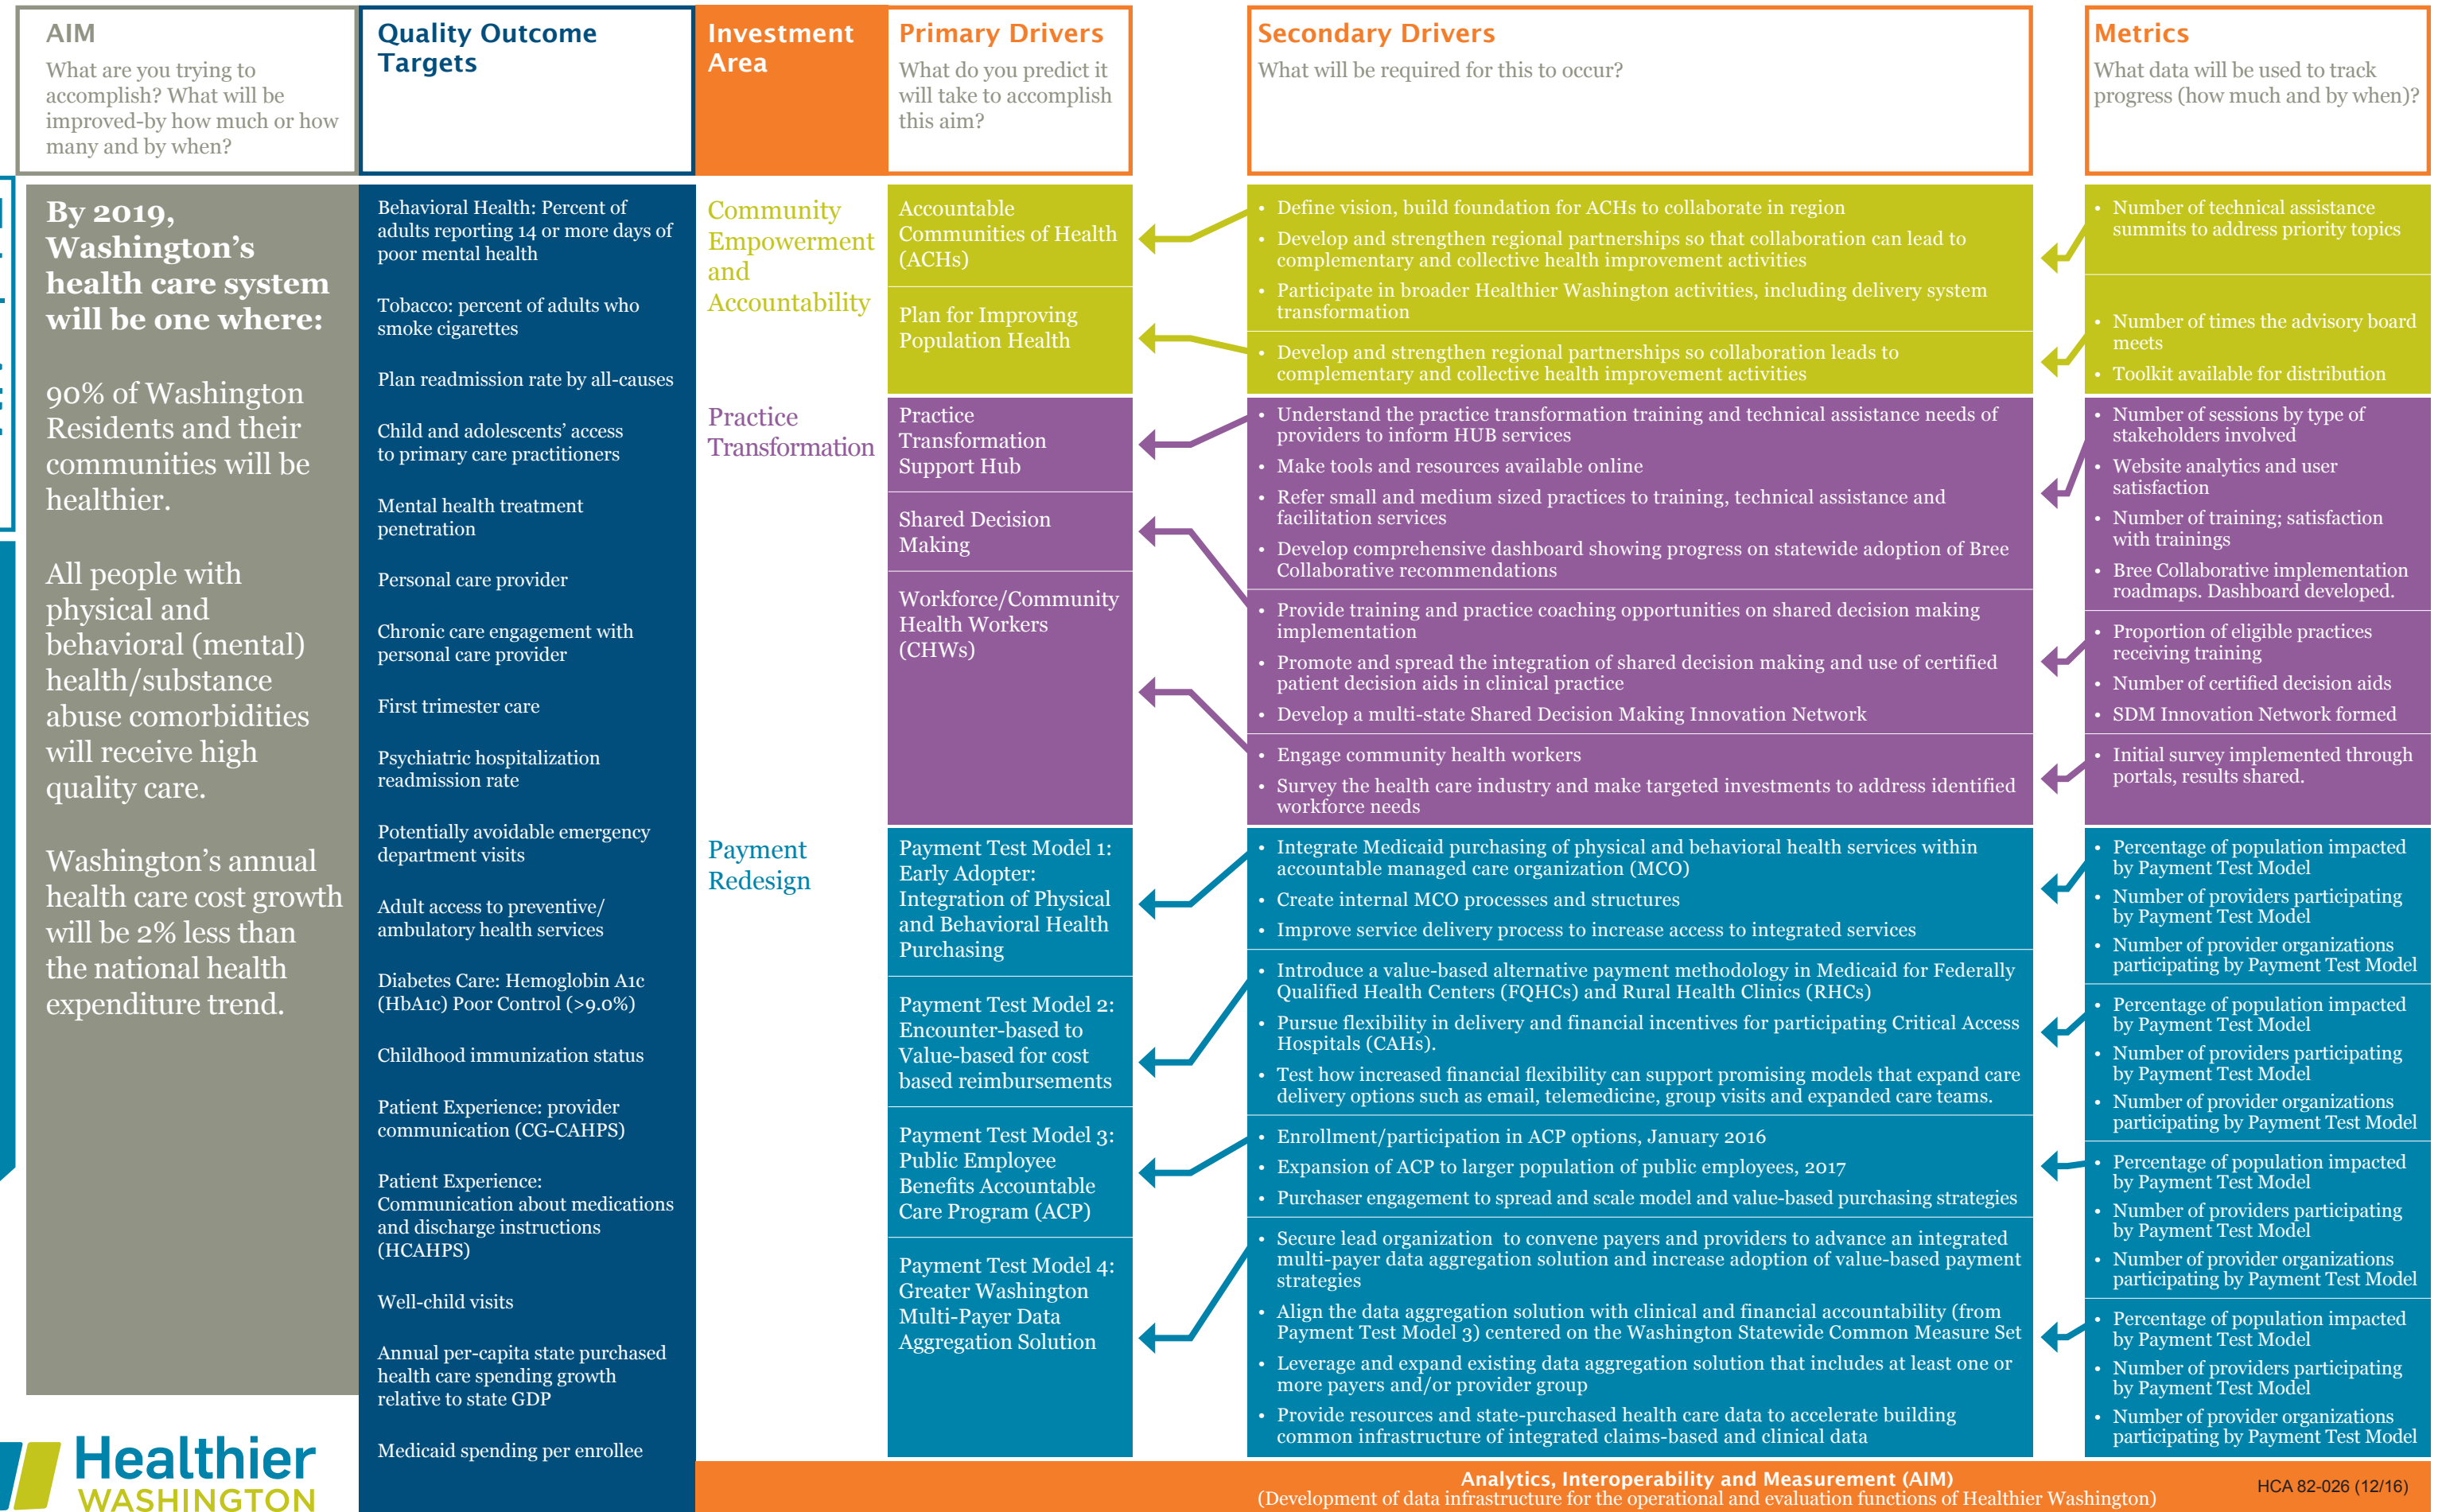 AIM
What are you trying to
accomplish? What will be
improved-by how much or how
many and by when?
Quality Outcome
Targets
Investment
Area
Primary Drivers
What do you predict it
will take to accomplish
this aim?
Secondary Drivers
What will be required for this to occur?
Metrics
What data will be used to track
progress (how much and by when)?
By 2019,
Washington's
health care system
will be one where:
90% of Washington
Residents and their
communities will be
healthier.
All people with
physical and
behavioral (mental)
health/substance
abuse comorbidities
will receive high
quality care.
Washington's annual
health care cost growth
will be 2% less than
the national health
expenditure trend.
Behavioral Health: Percent of
adults reporting 14 or more days of
poor mental health
Tobacco: percent of adults who
smoke cigarettes
Plan readmission rate by all-causes
Child and adolescents' access
to primary care practitioners
Mental health treatment
penetration
Personal care provider
Chronic care engagement with
personal care provider
First trimester care
Psychiatric hospitalization
readmission rate
Potentially avoidable emergency
department visits
Adult access to preventive/
ambulatory health services
Diabetes Care: Hemoglobin A1c
(HbA1c) Poor Control (>9.0%)
Childhood immunization status
Patient Experience: provider
communication (CG-CAHPS)
Patient Experience:
Communication about medications
and discharge instructions
(HCAHPS)
Well-child visits
Annual per-capita state purchased
health care spending growth
relative to state GDP
Medicaid spending per enrollee
Community
Empowerment
and
Accountability
Accountable
Communities of Health
(ACHs)
Plan for Improving
Population Health
• Define vision, build foundation for ACHs to collaborate in region
• Develop and strengthen regional partnerships so that collaboration can lead to
complementary and collective health improvement activities
• Participate in broader Healthier Washington activities, including delivery system
transformation
• Develop and strengthen regional partnerships so collaboration leads to
complementary and collective health improvement activities
• Number of technical assistance
summits to address priority topics
• Number of times the advisory board
meets
• Toolkit available for distribution
Practice
Transformation
Practice
Transformation
Support Hub
Shared Decision
Making
Workforce/Community
Health Workers
(CHWs)
• Understand the practice transformation training and technical assistance needs of
providers to inform HUB services
• Make tools and resources available online
• Refer small and medium sized practices to training, technical assistance and
facilitation services
• Develop comprehensive dashboard showing progress on statewide adoption of Bree
Collaborative recommendations
• Provide training and practice coaching opportunities on shared decision making
implementation
• Promote and spread the integration of shared decision making and use of certified
patient decision aids in clinical practice
• Develop a multi-state Shared Decision Making Innovation Network
• Engage community health workers
• Survey the health care industry and make targeted investments to address identified
workforce needs
• Number of sessions by type of
stakeholders involved
• Website analytics and user
satisfaction
• Number of training; satisfaction
with trainings
• Bree Collaborative implementation
roadmaps. Dashboard developed.
• Proportion of eligible practices
receiving training
• Number of certified decision aids
• SDM Innovation Network formed
• Initial survey implemented through
portals, results shared.
Payment
Redesign
Payment Test Model 1:
Early Adopter:
Integration of Physical
and Behavioral Health
Purchasing
Payment Test Model 2:
Encounter-based to
Value-based for cost
based reimbursements
Payment Test Model 3:
Public Employee
Benefits Accountable
Care Program (ACP)
Payment Test Model 4:
Greater Washington
Multi-Payer Data
Aggregation Solution
• Integrate Medicaid purchasing of physical and behavioral health services within
accountable managed care organization (MCO)
• Create internal MCO processes and structures
• Improve service delivery process to increase access to integrated services
• Introduce a value-based alternative payment methodology in Medicaid for Federally
Qualified Health Centers (FQHCs) and Rural Health Clinics (RHCs)
• Pursue flexibility in delivery and financial incentives for participating Critical Access
Hospitals (CAHs).
• Test how increased financial flexibility can support promising models that expand care
delivery options such as email, telemedicine, group visits and expanded care teams.
• Enrollment/participation in ACP options, January 2016
• Expansion of ACP to larger population of public employees, 2017
• Purchaser engagement to spread and scale model and value-based purchasing strategies
• Secure lead organization to convene payers and providers to advance an integrated
multi-payer data aggregation solution and increase adoption of value-based payment
strategies
• Align the data aggregation solution with clinical and financial accountability (from
Payment Test Model 3) centered on the Washington Statewide Common Measure Set
• Leverage and expand existing data aggregation solution that includes at least one or
more payers and/or provider group
• Provide resources and state-purchased health care data to accelerate building
common infrastructure of integrated claims-based and clinical data
• Percentage of population impacted
by Payment Test Model
• Number of providers participating
by Payment Test Model
• Number of provider organizations
participating by Payment Test Model
• Percentage of population impacted
by Payment Test Model
• Number of providers participating
by Payment Test Model
• Number of provider organizations
participating by Payment Test Model
• Percentage of population impacted
by Payment Test Model
• Number of providers participating
by Payment Test Model
• Number of provider organizations
participating by Payment Test Model
• Percentage of population impacted
by Payment Test Model
• Number of providers participating
by Payment Test Model
• Number of provider organizations
participating by Payment Test Model
Healthier
WASHINGTON
Analytics, Interoperability and Measurement (AIM)
(Development of data infrastructure for the operational and evaluation functions of Healthier Washington)
HCA 82-026 (12/16)